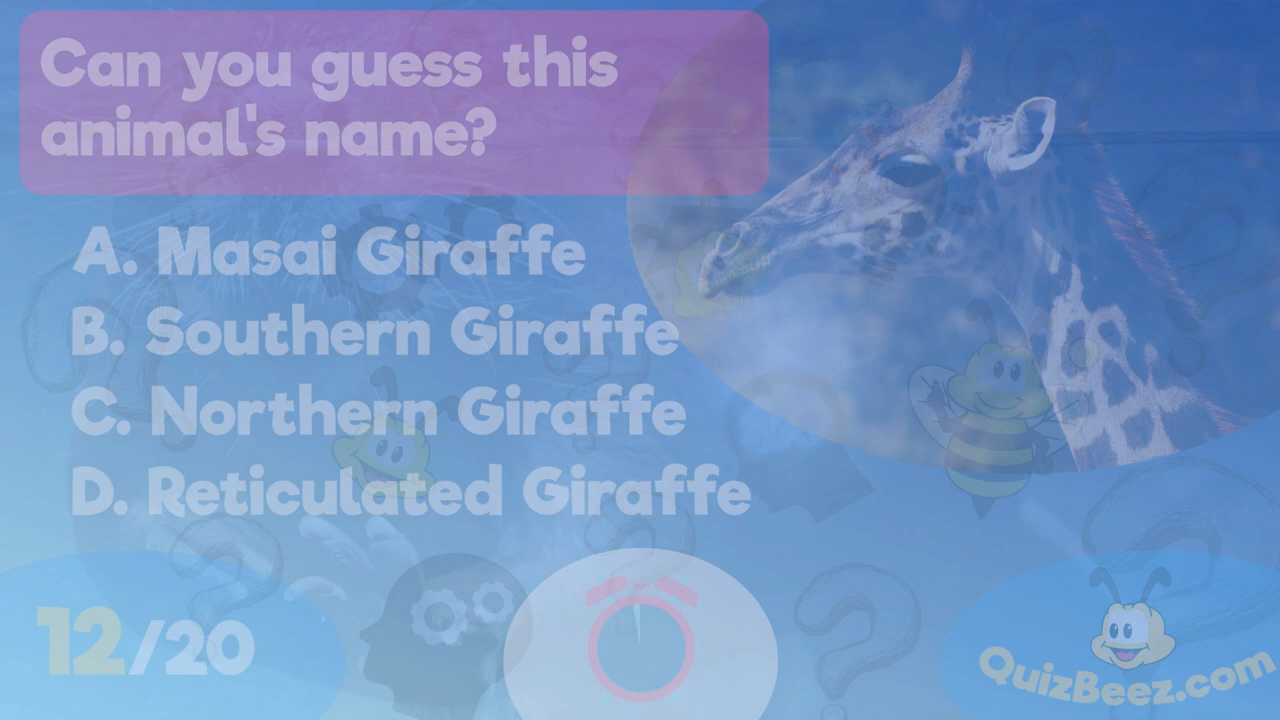 Can you guess this
animal's name?
A. Masai Giraffe
B. Southern Giraffe
C. Northern Giraffe
D. Reticulated Giraffe
12/20
QuizBeez.com